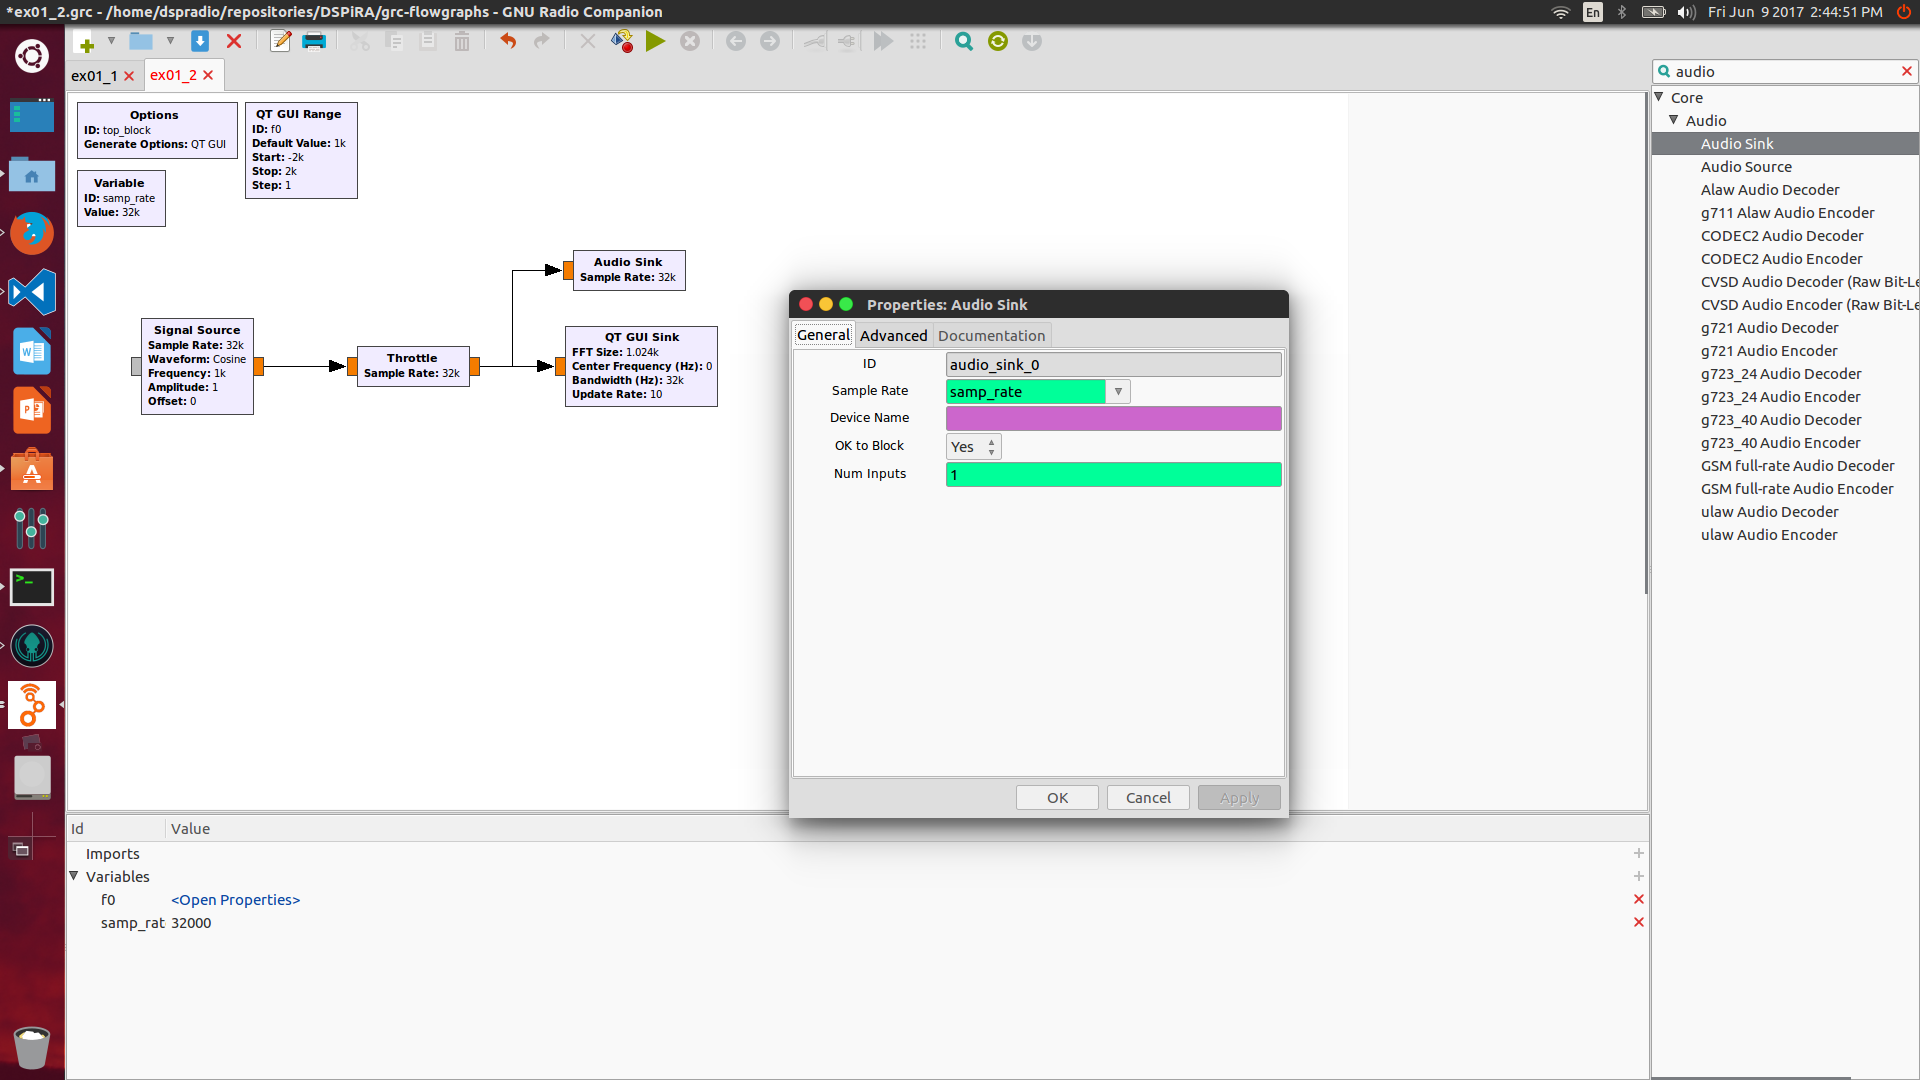 *ex01_2.grc - /home/dspradio/repositories/DSPiRA/grc-flowgraphs - GNU Radio Companion
En
Fri Jun 9 2017 2:44:51 PM
ex01_1
ex01_2
Options
ID: top_block
Generate Options: QT GUI
QT GUI Range
ID: f0
Default Value: 1k
Start: -2k
Stop: 2k
Step: 1
Variable
ID: samp_rate
Value: 32k
Audio Sink
Sample Rate: 32k
Signal Source
Sample Rate: 32k
Waveform: Cosine
Frequency: 1k
Amplitude: 1
Offset: 0
Throttle
Sample Rate: 32k
QT GUI Sink
FFT Size: 1.024k
Center Frequency (Hz): 0
Bandwidth (Hz): 32k
Update Rate: 10
Properties: Audio Sink
General Advanced Documentation
ID audio_sink_0
Sample Rate samp_rate
Device Name
OK to Block Yes
Num Inputs 1
OK Cancel Apply
Id Value
Imports
Variables
f0 <Open Properties>
samp_rat 32000
audio
Core
Audio
Audio Sink
Audio Source
Alaw Audio Decoder
g711 Alaw Audio Encoder
CODEC2 Audio Decoder
CODEC2 Audio Encoder
CVSD Audio Decoder (Raw Bit-Le
CVSD Audio Encoder (Raw Bit-Le
g721 Audio Decoder
g721 Audio Encoder
g723_24 Audio Decoder
g723_24 Audio Encoder
g723_40 Audio Decoder
g723_40 Audio Encoder
GSM full-rate Audio Decoder
GSM full-rate Audio Encoder
ulaw Audio Decoder
ulaw Audio Encoder